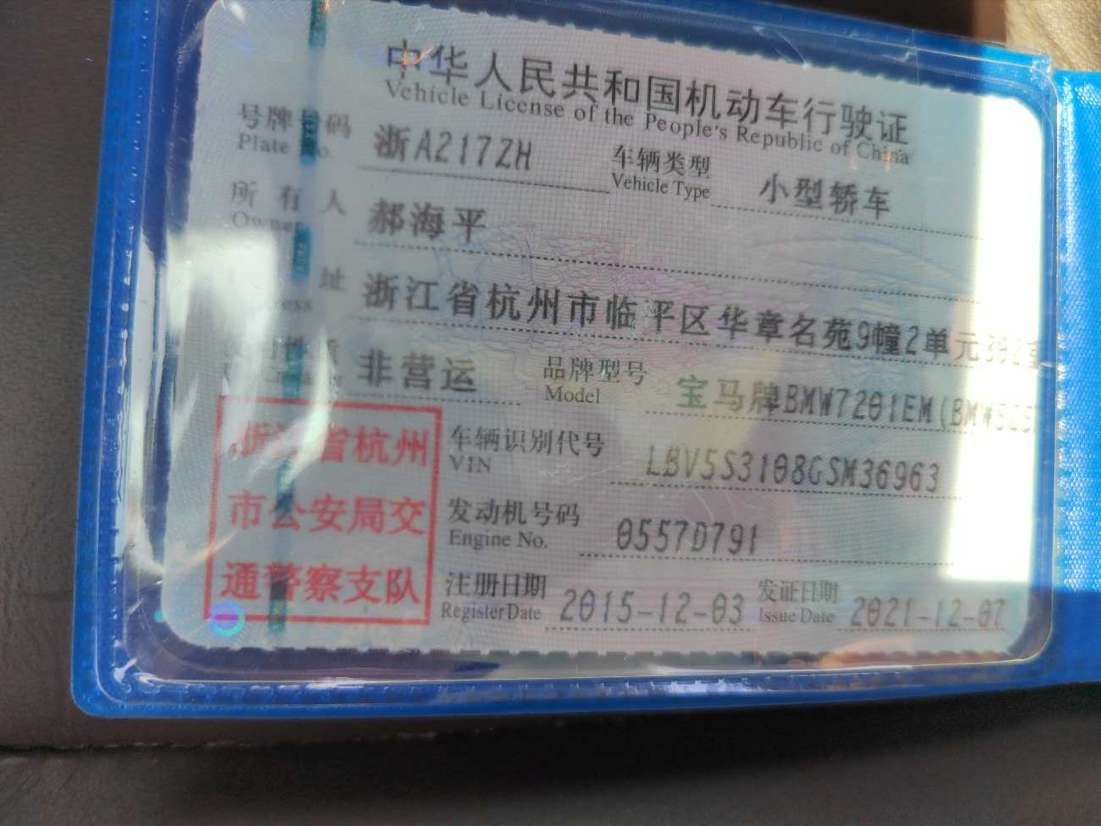 中华人民共和国机动车行驶证
Vehicle License of the People's Republic of China
号牌号码 浙A217ZH 车辆类型 小型轿车
Plate No. Vehicle Type
所有人 郝海平
Owner
址 浙江省杭州市临平区华章名苑9幢2单元
非营运 品牌型号 宝马牌BMW7201EM(BMW525
Model
车辆识别代号 LBV5S3108GSM36963
VIN
发动机号码 0557D791
Engine No.
注册日期 2015-12-03 发证日期 2021-12-07
Register Date Issue Date
浙江省杭州
市公安局交
通警察支队